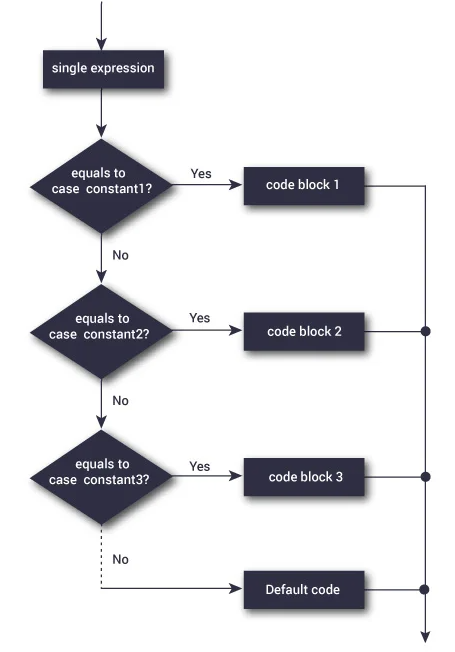 single expression
equals to
case  constant1?
Yes
code block 1
No
equals to
case  constant2?
Yes
code block 2
No
equals to
case  constant3?
Yes
code block 3
No
Default code